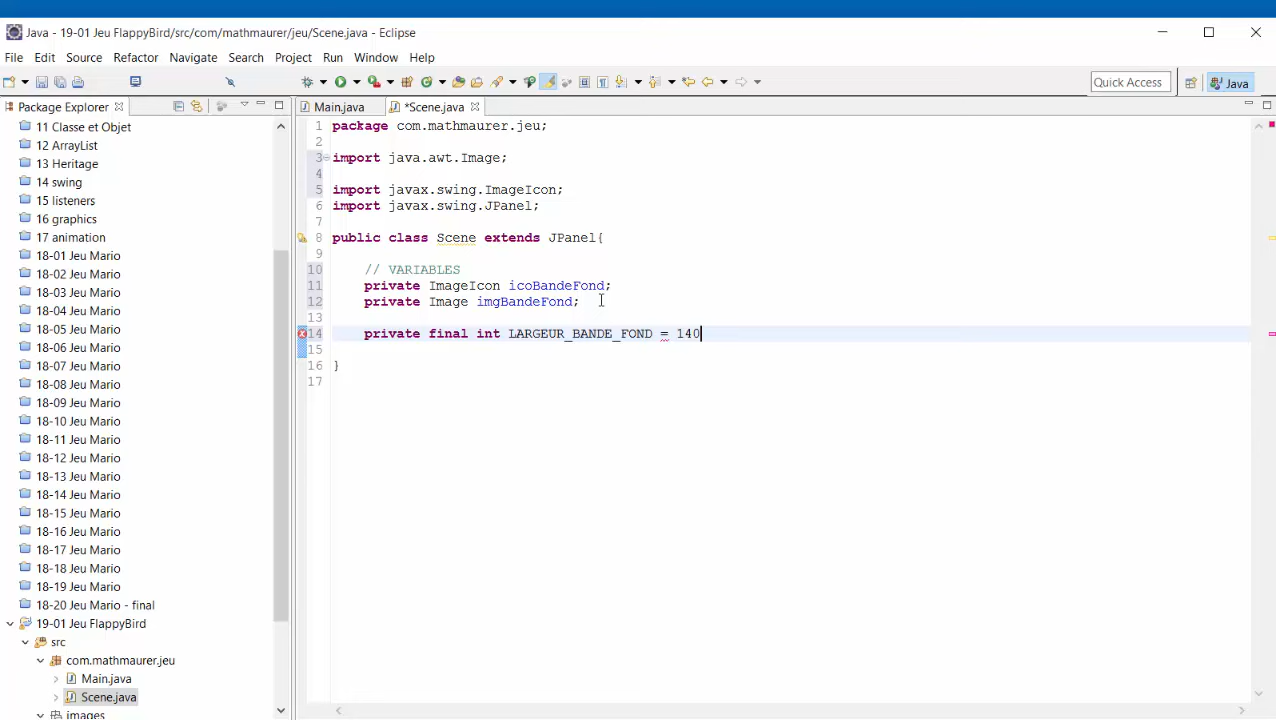 Java - 19-01 Jeu FlappyBird/src/com/mathmaurer/jeu/Scene.java - Eclipse
File Edit Source Refactor Navigate Search Project Run Window Help
Quick Access Java
Package Explorer Main.java *Scene.java
11 Classe et Objet
12 ArrayList
13 Heritage
14 swing
15 listeners
16 graphics
17 animation
18-01 Jeu Mario
18-02 Jeu Mario
18-03 Jeu Mario
18-04 Jeu Mario
18-05 Jeu Mario
18-06 Jeu Mario
18-07 Jeu Mario
18-08 Jeu Mario
18-09 Jeu Mario
18-10 Jeu Mario
18-11 Jeu Mario
18-12 Jeu Mario
18-13 Jeu Mario
18-14 Jeu Mario
18-15 Jeu Mario
18-16 Jeu Mario
18-17 Jeu Mario
18-18 Jeu Mario
18-19 Jeu Mario
18-20 Jeu Mario - final
19-01 Jeu FlappyBird
src
com.mathmaurer.jeu
Main.java
Scene.java
images
1 package com.mathmaurer.jeu;
2
3 import java.awt.Image;
4
5 import javax.swing.ImageIcon;
6 import javax.swing.JPanel;
7
8 public class Scene extends JPanel{
9
10 // VARIABLES
11 private ImageIcon icoBandeFond;
12 private Image imgBandeFond;
13
14 private final int LARGEUR_BANDE_FOND = 140
15
16 }
17